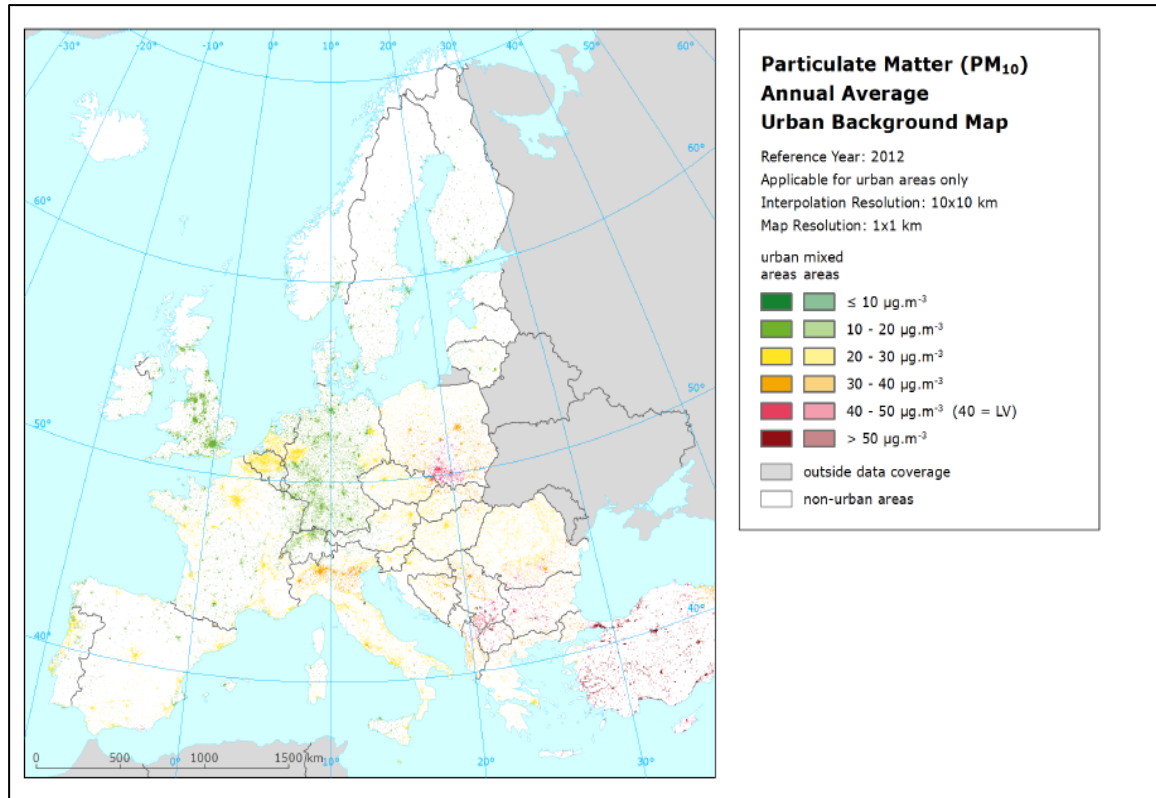 -30° -20° -10° 0° 10° 20° 30° 40° 50° 60°
60°
60°
50°
50°
40°
40°
0 500 1000 1500 km
0° 10° 20° 30°
Particulate Matter (PM₁₀)
Annual Average
Urban Background Map
Reference Year: 2012
Applicable for urban areas only
Interpolation Resolution: 10x10 km
Map Resolution: 1x1 km
urban mixed
areas areas
≤ 10 µg.m⁻³
10 - 20 µg.m⁻³
20 - 30 µg.m⁻³
30 - 40 µg.m⁻³
40 - 50 µg.m⁻³ (40 = LV)
> 50 µg.m⁻³
outside data coverage
non-urban areas